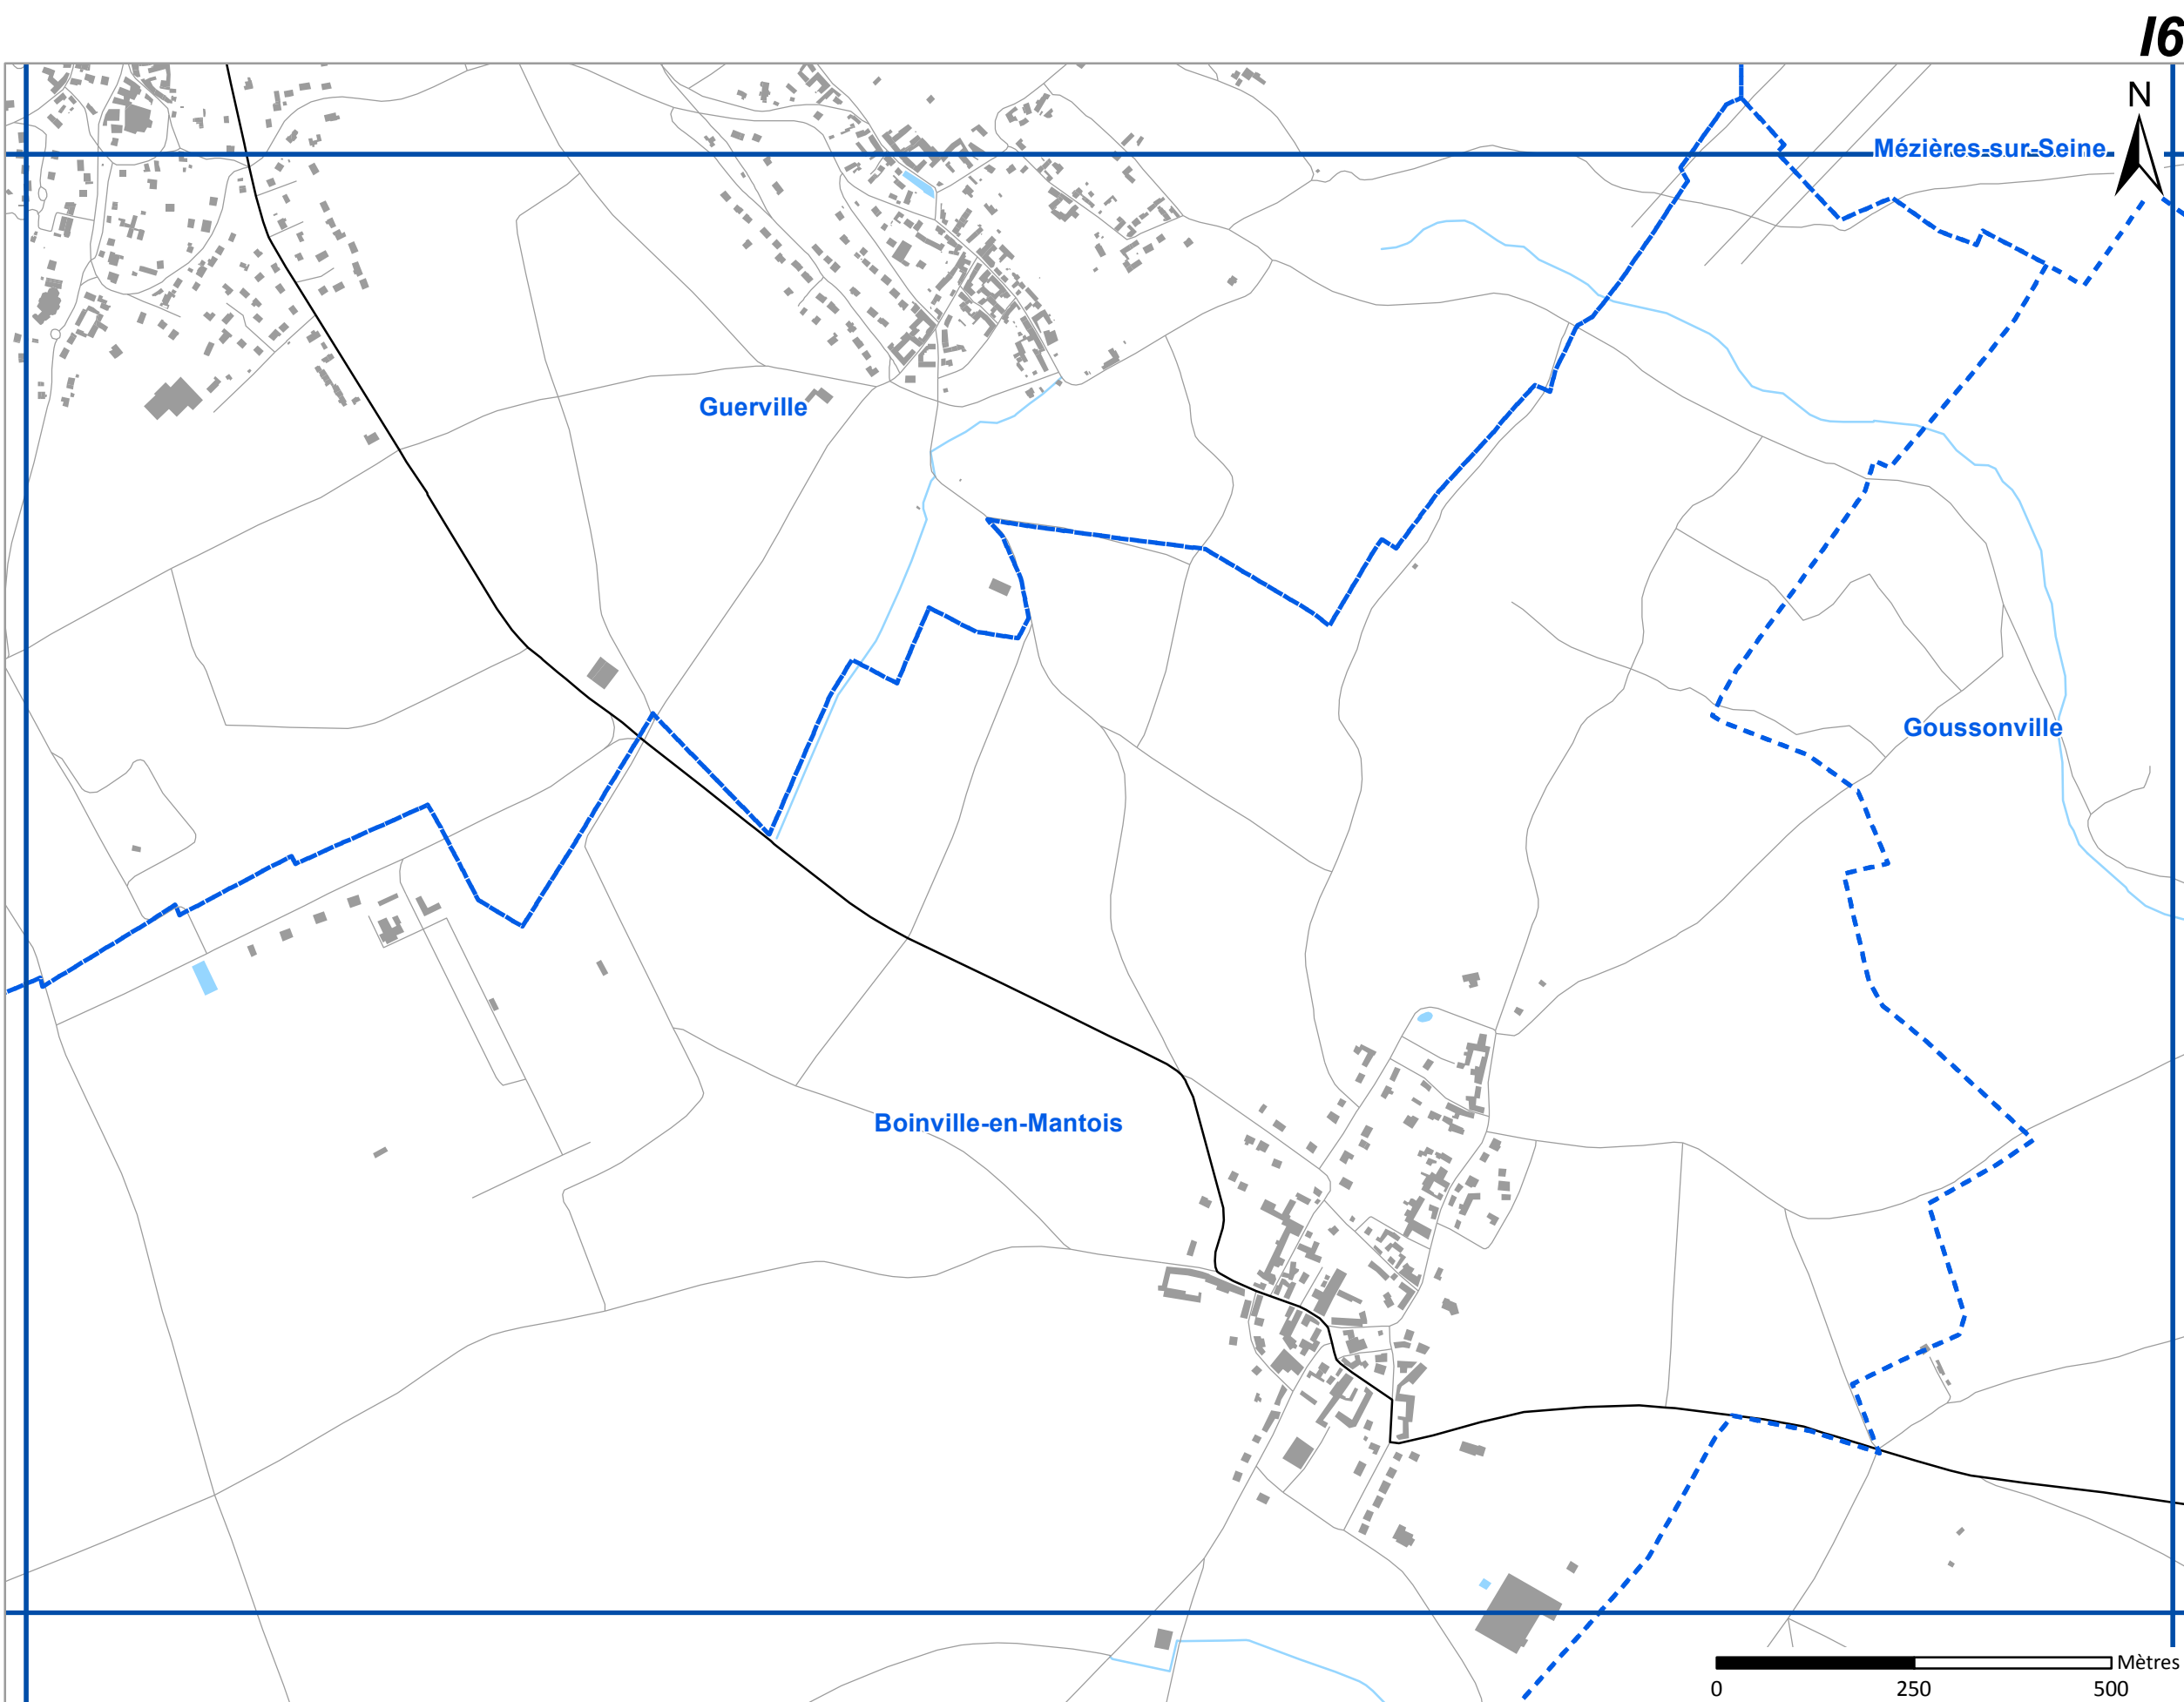 I6
N
Mézières-sur-Seine
Guerville
Goussonville
Boinville-en-Mantois
Mètres
0 250 500